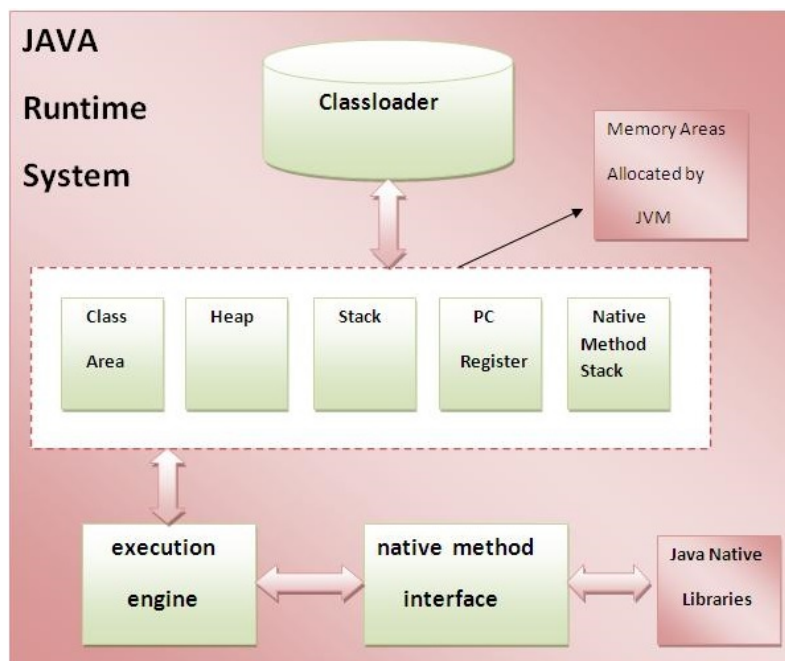 JAVA
Runtime
System
Classloader
Memory Areas
Allocated by
JVM
Class
Area
Heap
Stack
PC
Register
Native
Method
Stack
execution
engine
native method
interface
Java Native
Libraries